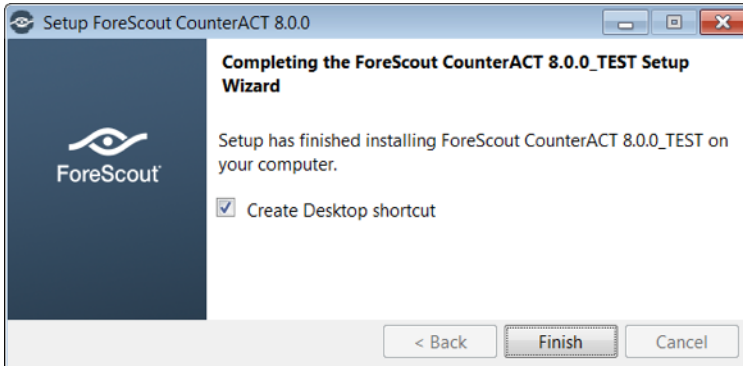 Setup ForeScout CounterACT 8.0.0
Completing the ForeScout CounterACT 8.0.0_TEST Setup
Wizard
ForeScout
Setup has finished installing ForeScout CounterACT 8.0.0_TEST on
your computer.
Create Desktop shortcut
< Back
Finish
Cancel